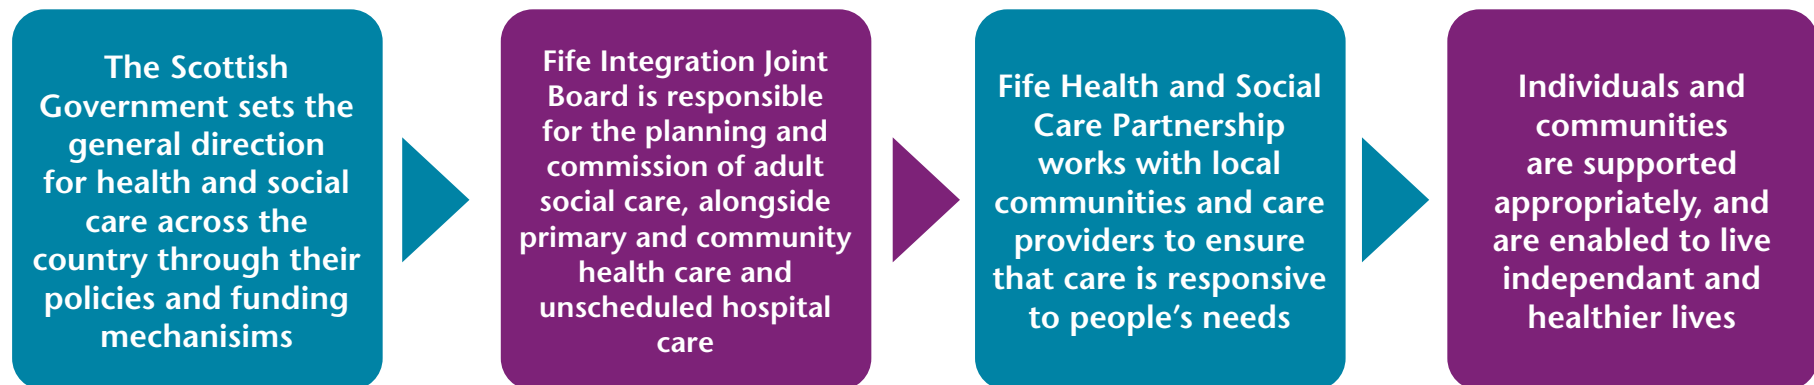 The Scottish
Government sets the
general direction
for health and social
care across the
country through their
policies and funding
mechanisims
Fife Integration Joint
Board is responsible
for the planning and
commission of adult
social care, alongside
primary and community
health care and
unscheduled hospital
care
Fife Health and Social
Care Partnership
works with local
communities and care
providers to ensure
that care is responsive
to people’s needs
Individuals and
communities
are supported
appropriately, and
are enabled to live
independant and
healthier lives